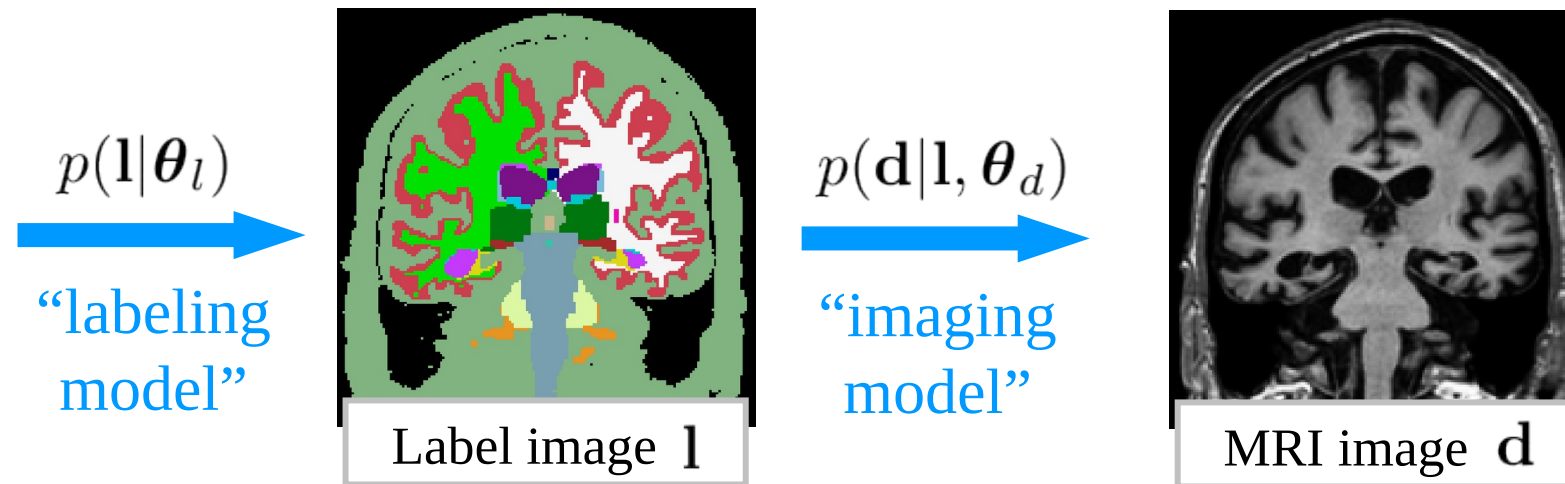 p(l|θ_l)
“labeling
model”
Label image l
p(d|l, θ_d)
“imaging
model”
MRI image d